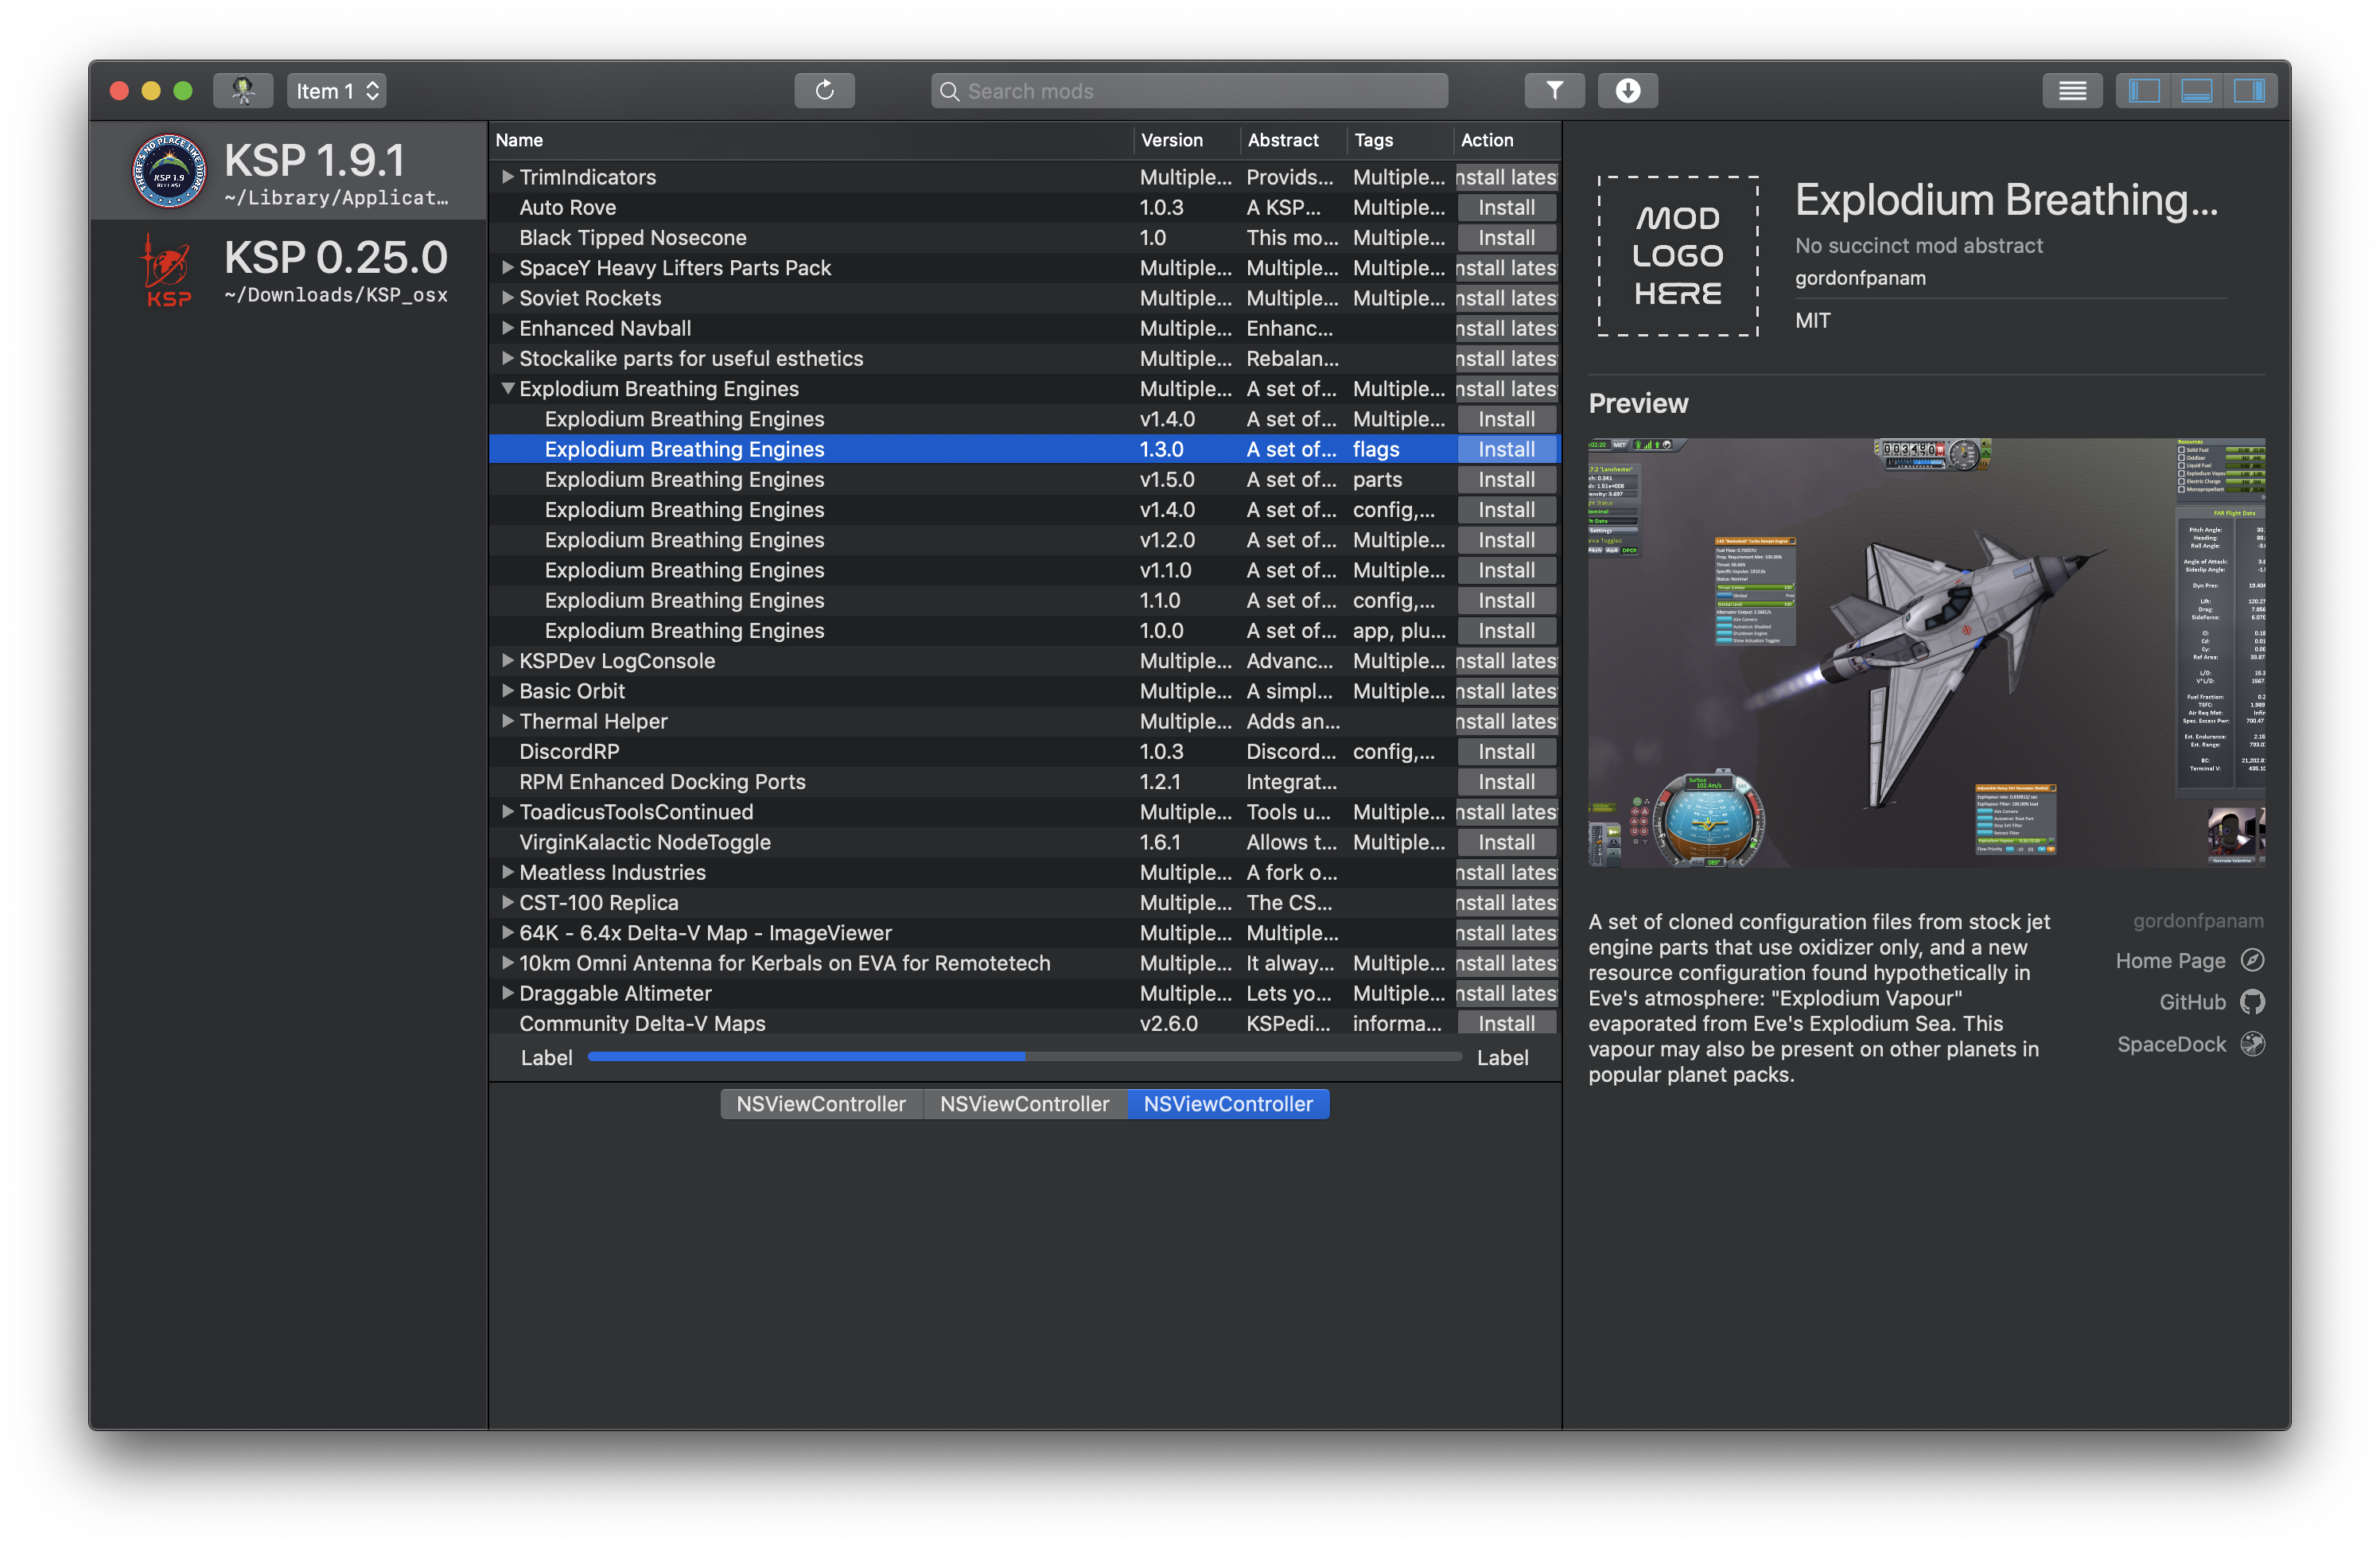 Item 1
Search mods
KSP 1.9.1
~/Library/Applicat…
KSP 0.25.0
~/Downloads/KSP_osx
KSP
Name Version Abstract Tags Action
TrimIndicators Multiple… Provids… Multiple… nstall lates
Auto Rove 1.0.3 A KSP… Multiple… Install
Black Tipped Nosecone 1.0 This mo… Multiple… Install
SpaceY Heavy Lifters Parts Pack Multiple… Multiple… Multiple… nstall lates
Soviet Rockets Multiple… Multiple… Multiple… nstall lates
Enhanced Navball Multiple… Enhanc… nstall lates
Stockalike parts for useful esthetics Multiple… Rebalan… nstall lates
Explodium Breathing Engines Multiple… A set of… Multiple… nstall lates
Explodium Breathing Engines v1.4.0 A set of… Multiple… Install
Explodium Breathing Engines 1.3.0 A set of… flags Install
Explodium Breathing Engines v1.5.0 A set of… parts Install
Explodium Breathing Engines v1.4.0 A set of… config,… Install
Explodium Breathing Engines v1.2.0 A set of… Multiple… Install
Explodium Breathing Engines v1.1.0 A set of… Multiple… Install
Explodium Breathing Engines 1.1.0 A set of… config,… Install
Explodium Breathing Engines 1.0.0 A set of… app, plu… Install
KSPDev LogConsole Multiple… Advanc… Multiple… nstall lates
Basic Orbit Multiple… A simpl… Multiple… nstall lates
Thermal Helper Multiple… Adds an… nstall lates
DiscordRP 1.0.3 Discord… config,… Install
RPM Enhanced Docking Ports 1.2.1 Integrat… Install
ToadicusToolsContinued Multiple… Tools u… Multiple… nstall lates
VirginKalactic NodeToggle 1.6.1 Allows t… Multiple… Install
Meatless Industries Multiple… A fork o… Multiple… nstall lates
CST-100 Replica Multiple… The CS… Multiple… nstall lates
64K - 6.4x Delta-V Map - ImageViewer Multiple… Multiple… nstall lates
10km Omni Antenna for Kerbals on EVA for Remotetech Multiple… It alway… Multiple… nstall lates
Draggable Altimeter Multiple… Lets yo… Multiple… nstall lates
Community Delta-V Maps v2.6.0 KSPedi… informa… Install
Label Label
NSViewController NSViewController NSViewController
MOD
LOGO
HERE
Explodium Breathing…
No succinct mod abstract
gordonfpanam
MIT
Preview
A set of cloned configuration files from stock jet
engine parts that use oxidizer only, and a new
resource configuration found hypothetically in
Eve's atmosphere: "Explodium Vapour"
evaporated from Eve's Explodium Sea. This
vapour may also be present on other planets in
popular planet packs.
gordonfpanam
Home Page
GitHub
SpaceDock